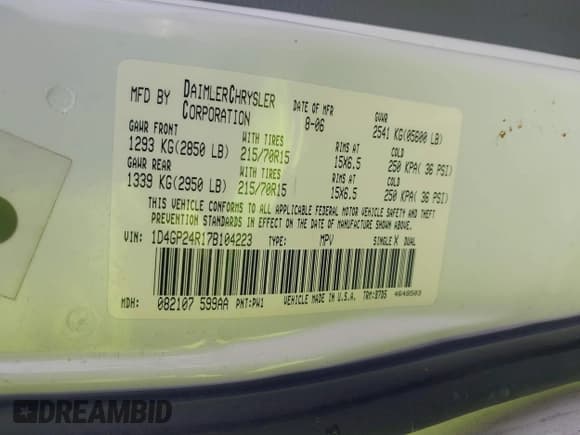 MFD BY DAIMLERCHRYSLER CORPORATION DATE OF MFR 8-06 GVWR 2541 KG(05600 LB)
GAWR FRONT WITH TIRES RIMS AT COLD
1293 KG(2850 LB) 215/70R15 15X6.5 250 KPA( 36 PSI)
GAWR REAR WITH TIRES RIMS AT COLD
1339 KG(2950 LB) 215/70R15 15X6.5 250 KPA( 36 PSI)
THIS VEHICLE CONFORMS TO ALL APPLICABLE FEDERAL MOTOR VEHICLE SAFETY AND THEFT
PREVENTION STANDARDS IN EFFECT ON THE DATE OF MANUFACTURE SHOWN ABOVE.
VIN: 1D4GP24R17B104223 TYPE: MPV SINGLE X DUAL
MDH: 082107 599AA PNT:PW1 VEHICLE MADE IN U.S.A. TRM:B7D5 4648503
DREAMBID